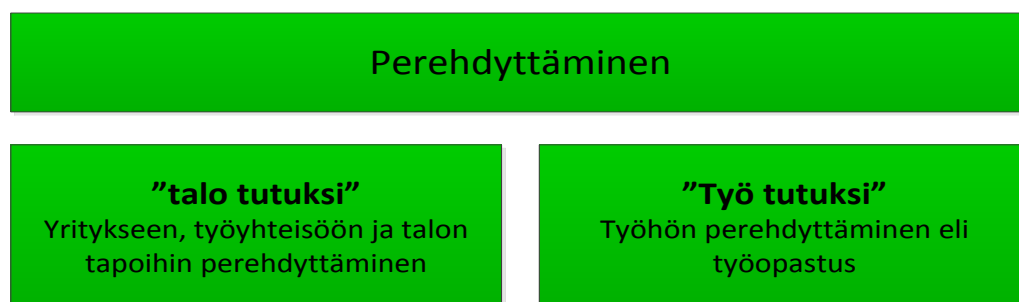 Perehdyttäminen
”talo tutuksi”
Yritykseen, työyhteisöön ja talon
tapoihin perehdyttäminen
”Työ tutuksi”
Työhön perehdyttäminen eli
työopastus